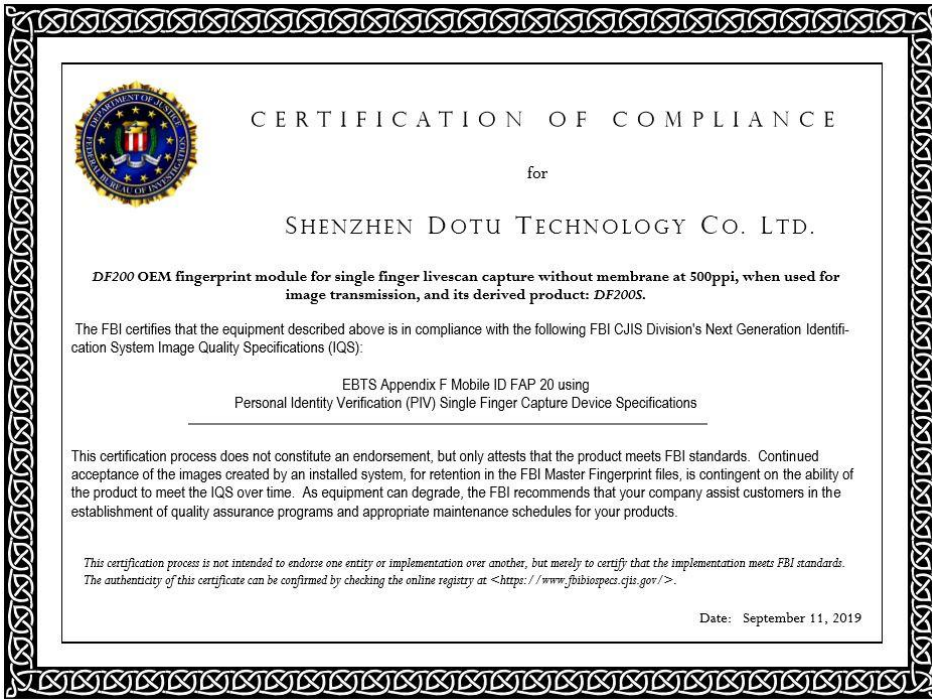 DEPARTMENT OF JUSTICE
FEDERAL BUREAU OF INVESTIGATION
CERTIFICATION OF COMPLIANCE
for
SHENZHEN DOTU TECHNOLOGY CO. LTD.
DF200 OEM fingerprint module for single finger livescan capture without membrane at 500ppi, when used for
image transmission, and its derived product: DF200S.
The FBI certifies that the equipment described above is in compliance with the following FBI CJIS Division's Next Generation Identifi-
cation System Image Quality Specifications (IQS):
EBTS Appendix F Mobile ID FAP 20 using
Personal Identity Verification (PIV) Single Finger Capture Device Specifications
This certification process does not constitute an endorsement, but only attests that the product meets FBI standards. Continued
acceptance of the images created by an installed system, for retention in the FBI Master Fingerprint files, is contingent on the ability of
the product to meet the IQS over time. As equipment can degrade, the FBI recommends that your company assist customers in the
establishment of quality assurance programs and appropriate maintenance schedules for your products.
This certification process is not intended to endorse one entity or implementation over another, but merely to certify that the implementation meets FBI standards.
The authenticity of this certificate can be confirmed by checking the online registry at <https://www.fbibiospecs.cjis.gov/>.
Date: September 11, 2019